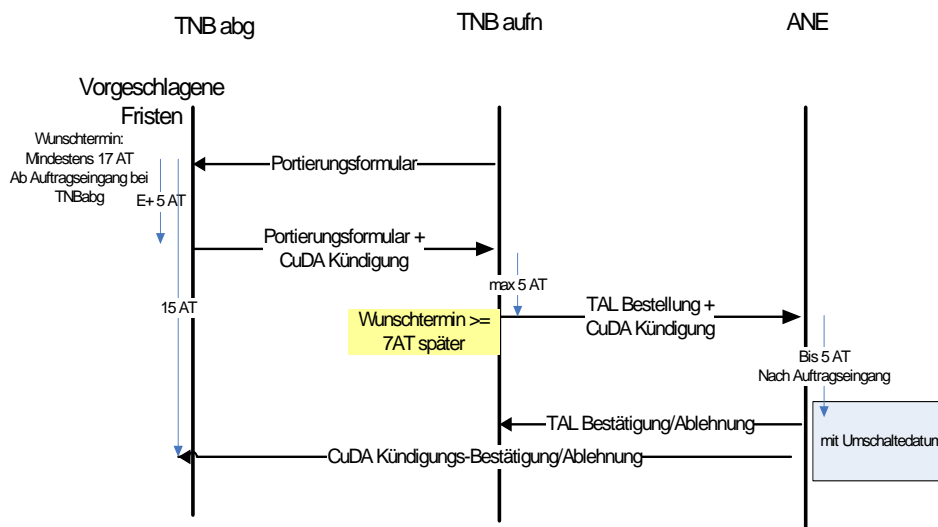 TNB abg
TNB aufn
ANE
Vorgeschlagene
Fristen
Wunschtermin:
Mindestens 17 AT
Ab Auftragseingang bei
TNBabg
E+ 5 AT
Portierungsformular
Portierungsformular +
CuDA Kündigung
max 5 AT
15 AT
TAL Bestellung +
CuDA Kündigung
Wunschtermin >=
7AT später
Bis 5 AT
Nach Auftragseingang
TAL Bestätigung/Ablehnung
mit Umschaltedatum
CuDA Kündigungs-Bestätigung/Ablehnung